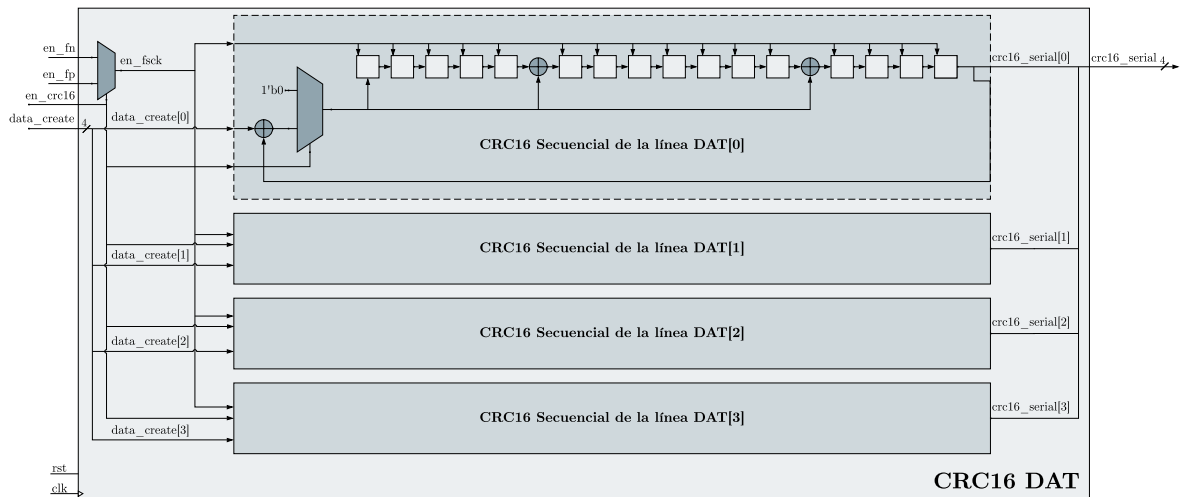 en_fn
en_fp
en_crc16
data_create
4
en_fsck
data_create[0]
1'b0
CRC16 Secuencial de la línea DAT[0]
crc16_serial[0]
crc16_serial
4
data_create[1]
CRC16 Secuencial de la línea DAT[1]
crc16_serial[1]
data_create[2]
CRC16 Secuencial de la línea DAT[2]
crc16_serial[2]
data_create[3]
CRC16 Secuencial de la línea DAT[3]
crc16_serial[3]
rst
clk
CRC16 DAT